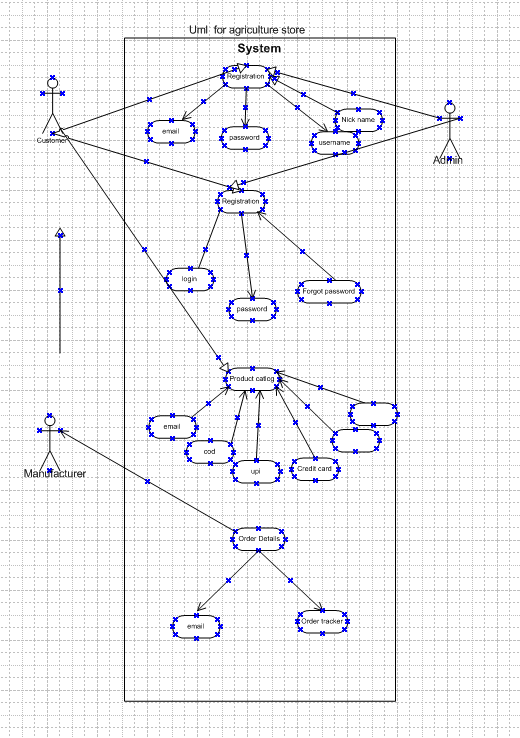 Uml for agriculture store
System
Registration
email
password
Nick name
username
Customer
Admin
Registration
login
password
Forgot password
Product catlog
email
cod
upi
Credit card
Manufacturer
Order Details
email
Order tracker